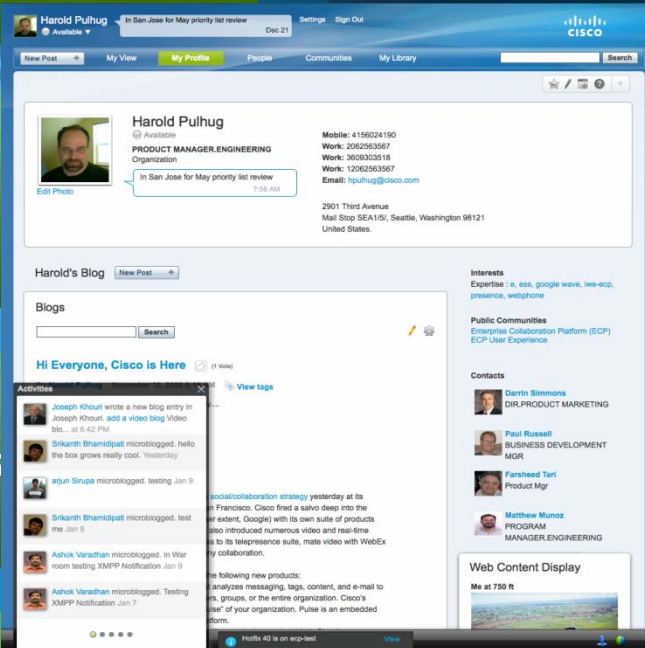 Harold Pulhug
Available
In San Jose for May priority list review
Dec 21
Settings Sign Out
CISCO
New Post +
My View
My Profile
People
Communities
My Library
Search
Harold Pulhug
Available
PRODUCT MANAGER.ENGINEERING
Organization
In San Jose for May priority list review
7:58 AM
Edit Photo
Mobile: 4156024190
Work: 2062563567
Work: 3609303518
Work: 12062563567
Email: hpulhug@cisco.com
2901 Third Avenue
Mail Stop SEA1/5/, Seattle, Washington 98121
United States.
Harold's Blog
New Post +
Blogs
Search
Hi Everyone, Cisco is Here
(1 Vote)
View tags
Activities
Joseph Khouri wrote a new blog entry in
Joseph Khouri. add a video blog Video
blo... at 6:42 PM
Srikanth Bhamidipati microblogged. hello
the box grows really cool. Yesterday
arjun Sirupa microblogged. testing Jan 9
Srikanth Bhamidipati microblogged. test
me Jan 9
Ashok Varadhan microblogged. In War
room testing XMPP Notification Jan 9
Ashok Varadhan microblogged. Testing
XMPP Notification Jan 7
social/collaboration strategy yesterday at its
n Francisco. Cisco fired a salvo deep into the
er extent, Google) with its own suite of products
also introduced numerous video and real-time
s to its telepresence suite, mate video with WebEx
ny collaboration.
he following new products:
t analyzes messaging, tags, content, and e-mail to
ers, groups, or the entire organization. Cisco's
ulse" of your organization. Pulse is an embedded
tform.
Interests
Expertise : e, ess, google wave, iwe-ecp,
presence, webphone
Public Communities
Enterprise Collaboration Platform (ECP)
ECP User Experience
Contacts
Darrin Simmons
DIR.PRODUCT MARKETING
Paul Russell
BUSINESS DEVELOPMENT
MGR
Farsheed Tari
Product Mgr
Matthew Munoz
PROGRAM
MANAGER.ENGINEERING
Web Content Display
Me at 750 ft
Hotfix 40 is on ecp-test
View